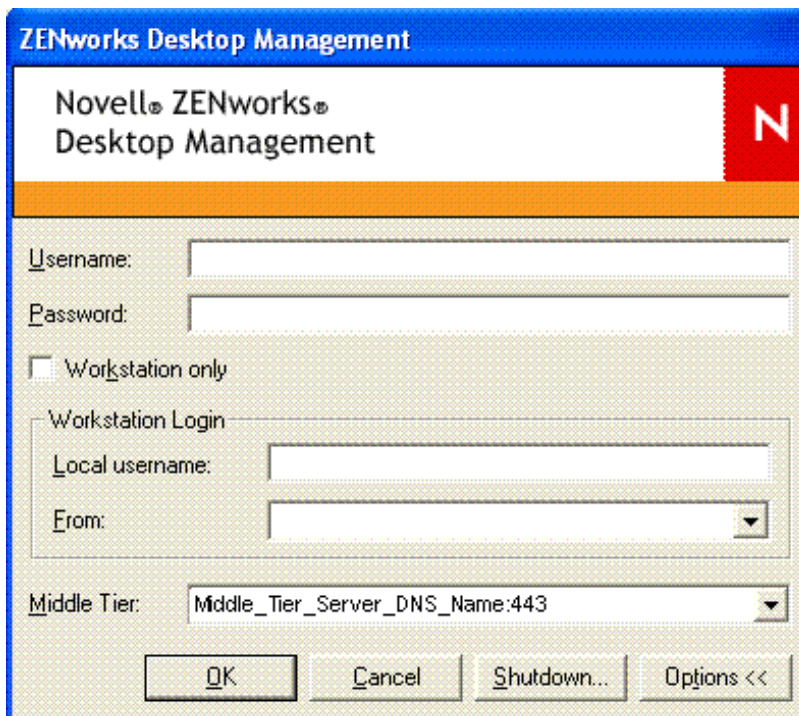 ZENworks Desktop Management
Novell® ZENworks®
Desktop Management
N
Username:
Password:
Workstation only
Workstation Login
Local username:
From:
Middle Tier: Middle_Tier_Server_DNS_Name:443
OK Cancel Shutdown... Options <<